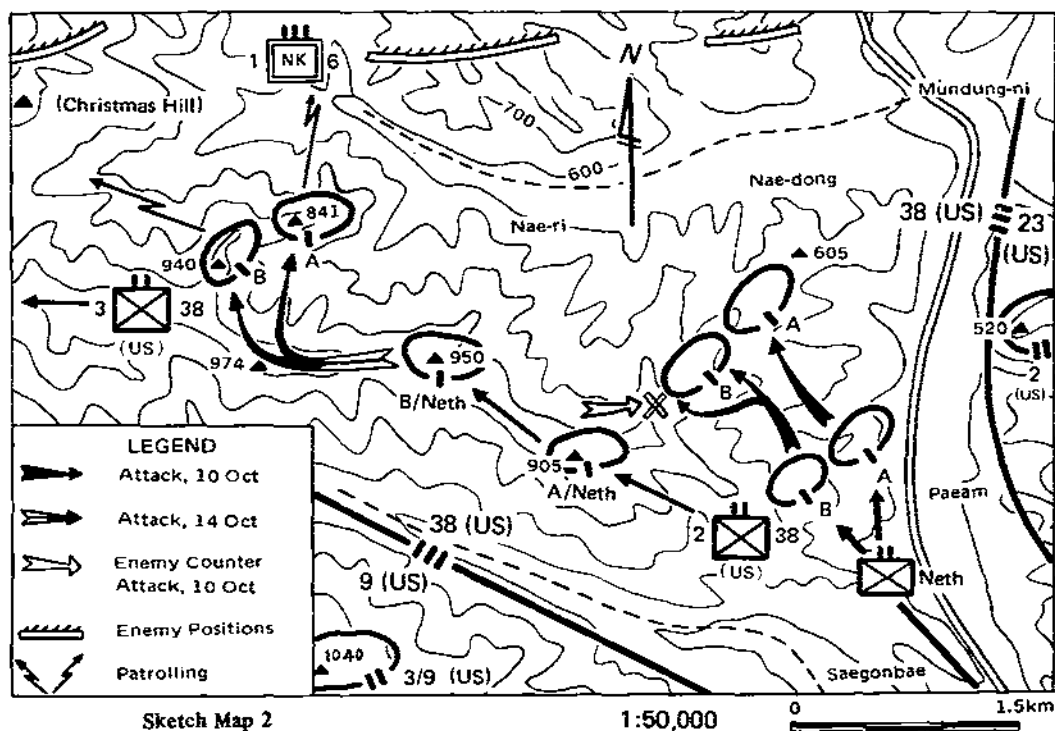 1 NK 6
N
(Christmas Hill)
700
Mundung-ni
600
Nae-dong
841
Nae-ri
38 (US)
23
(US)
940
B
A
605
3 38
(US)
520
974
950
A
2
(US)
B/Neth
B
LEGEND
Attack, 10 Oct
905
A/Neth
A
Paeam
B
Attack, 14 Oct
38 (US)
2 38
(US)
Neth
Enemy Counter
Attack, 10 Oct
9 (US)
Enemy Positions
1040
3/9 (US)
Patrolling
Saegonbae
Sketch Map 2
1:50,000
0 1.5km